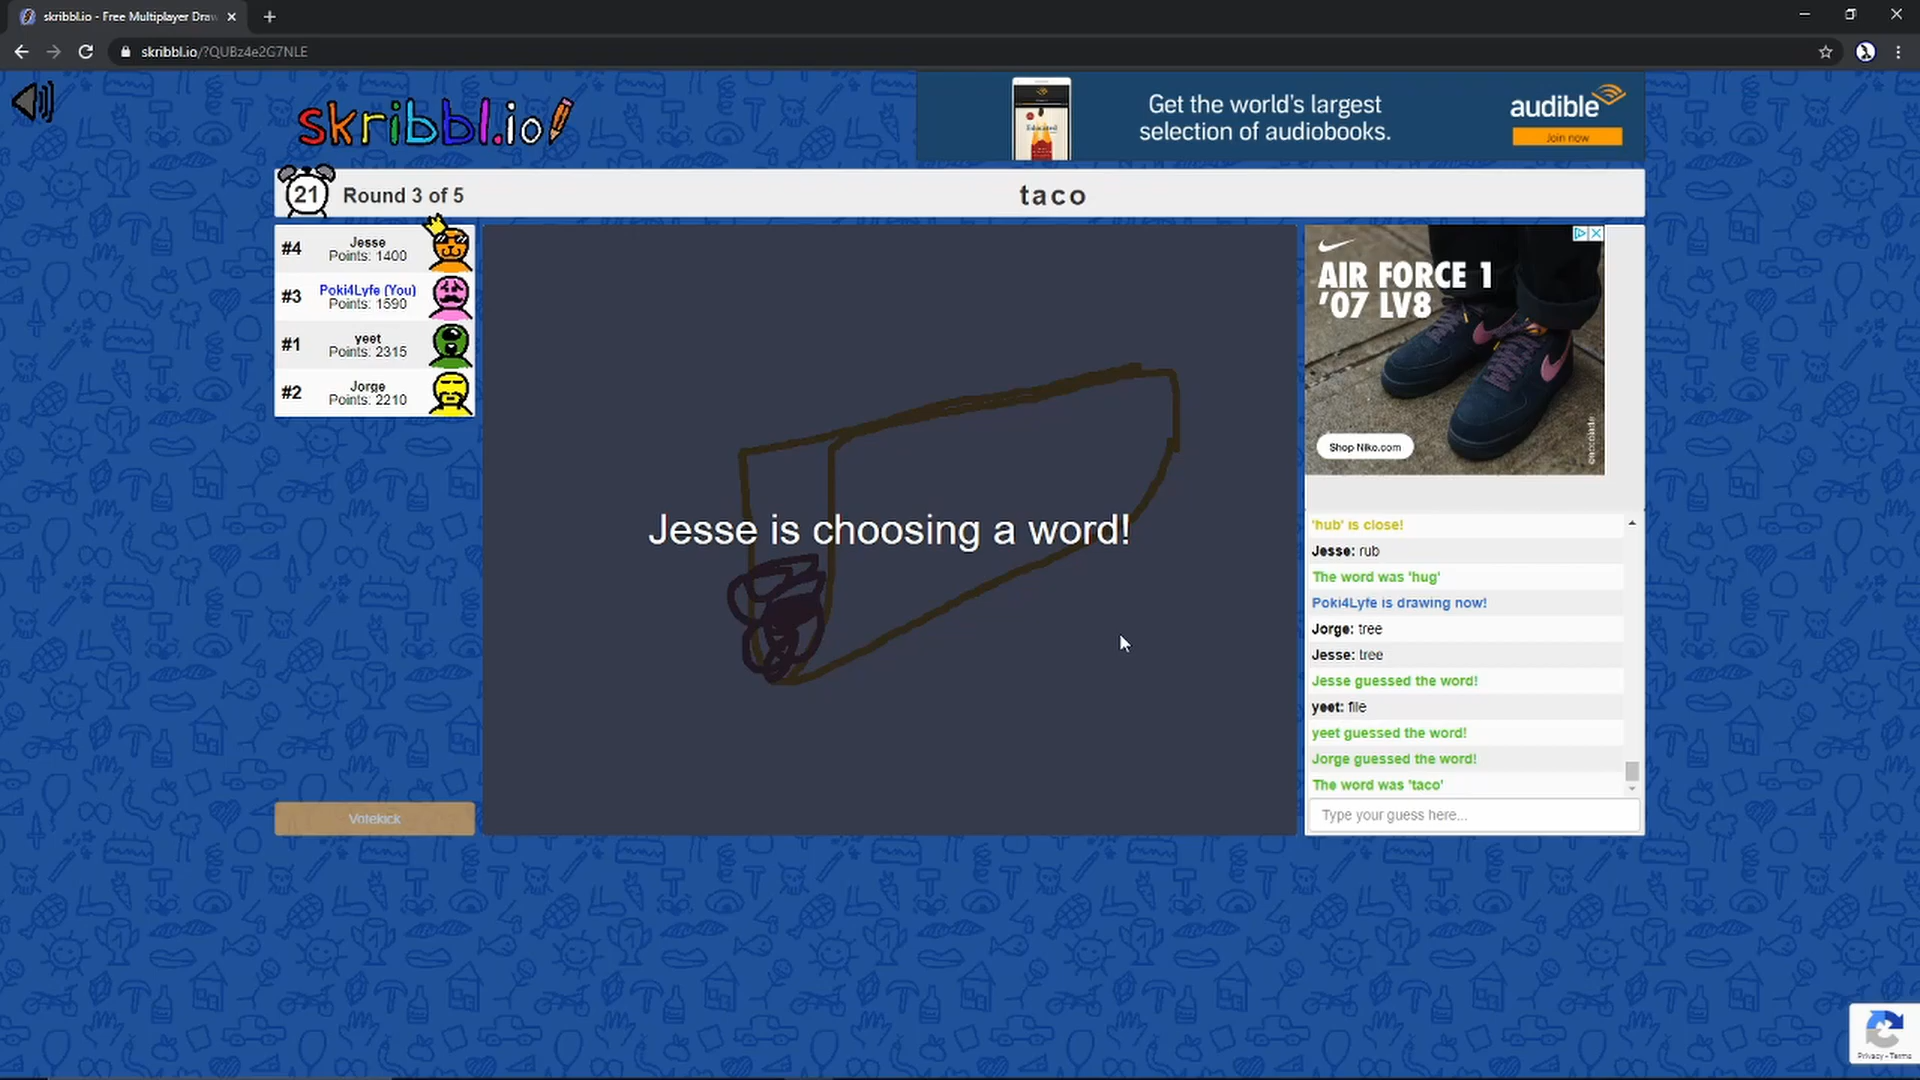 skribbl.io - Free Multiplayer Draw
skribbl.io/?QUBz4e2G7NLE
skribbl.io
Get the world's largest
selection of audiobooks.
audible
Join now
21
Round 3 of 5
taco
#4
Jesse
Points: 1400
#3
Poki4Lyfe (You)
Points: 1590
#1
yeet
Points: 2315
#2
Jorge
Points: 2210
Votekick
Jesse is choosing a word!
AIR FORCE 1
'07 LV8
Shop Nike.com
'hub' is close!
Jesse: rub
The word was 'hug'
Poki4Lyfe is drawing now!
Jorge: tree
Jesse: tree
Jesse guessed the word!
yeet: file
yeet guessed the word!
Jorge guessed the word!
The word was 'taco'
Type your guess here...
Privacy - Terms